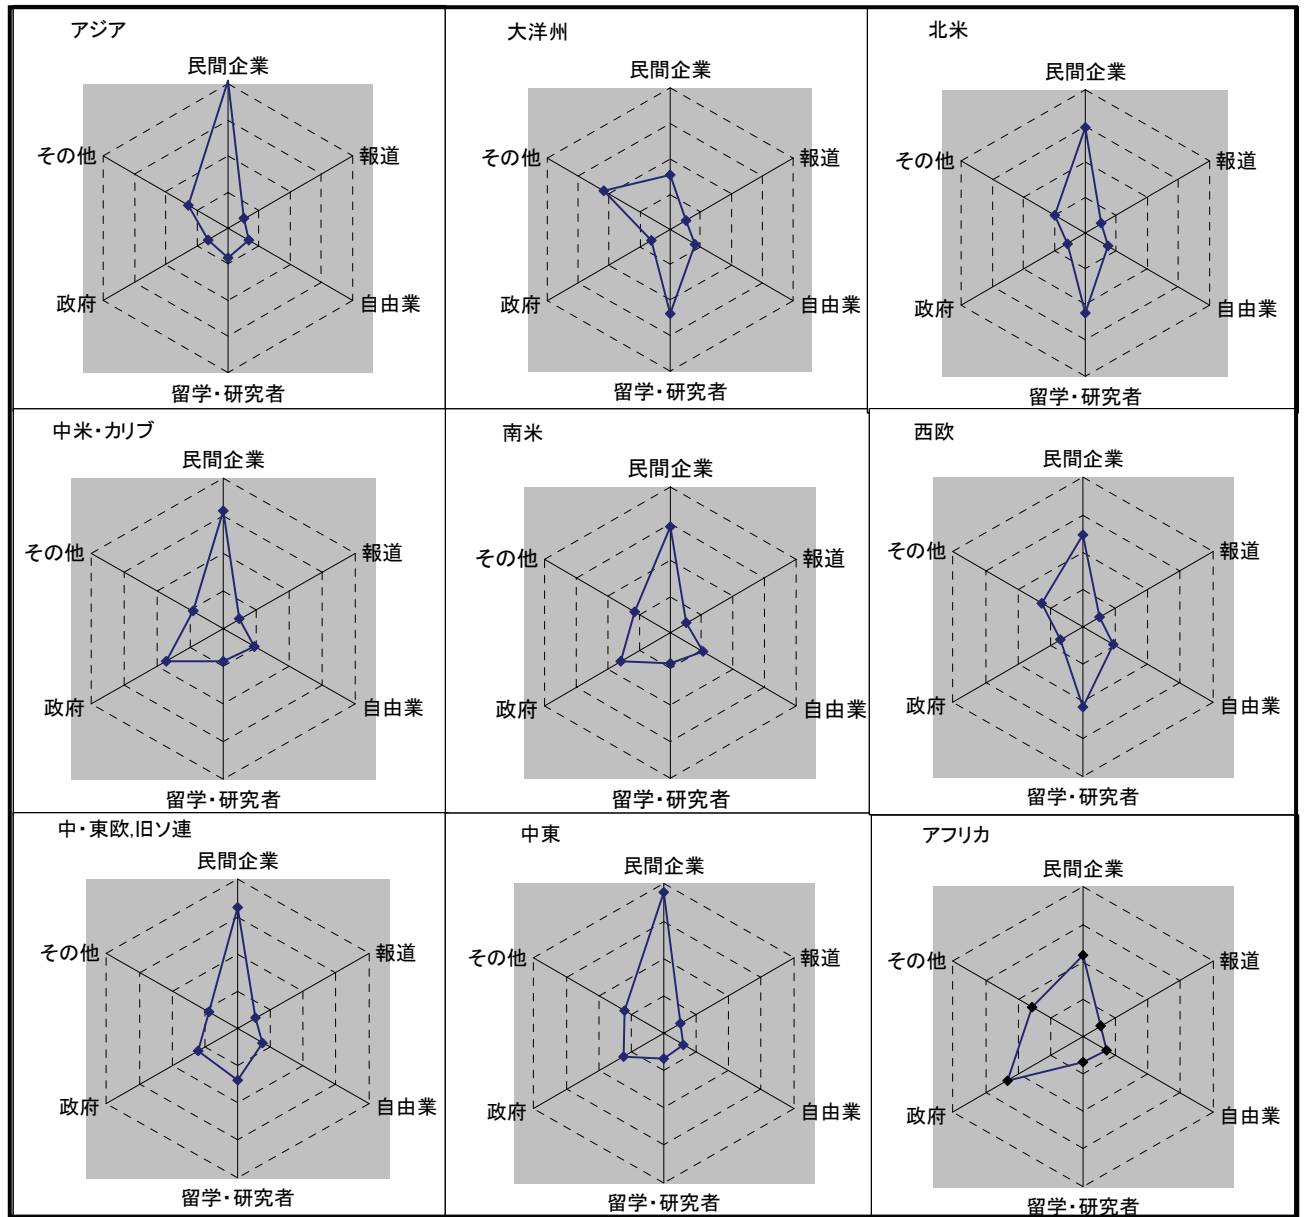 アジア
民間企業
報道
自由業
留学・研究者
政府
その他
大洋州
民間企業
報道
自由業
留学・研究者
政府
その他
北米
民間企業
報道
自由業
留学・研究者
政府
その他
中米・カリブ
民間企業
報道
自由業
留学・研究者
政府
その他
南米
民間企業
報道
自由業
留学・研究者
政府
その他
西欧
民間企業
報道
自由業
留学・研究者
政府
その他
中・東欧,旧ソ連
民間企業
報道
自由業
留学・研究者
政府
その他
中東
民間企業
報道
自由業
留学・研究者
政府
その他
アフリカ
民間企業
報道
自由業
留学・研究者
政府
その他